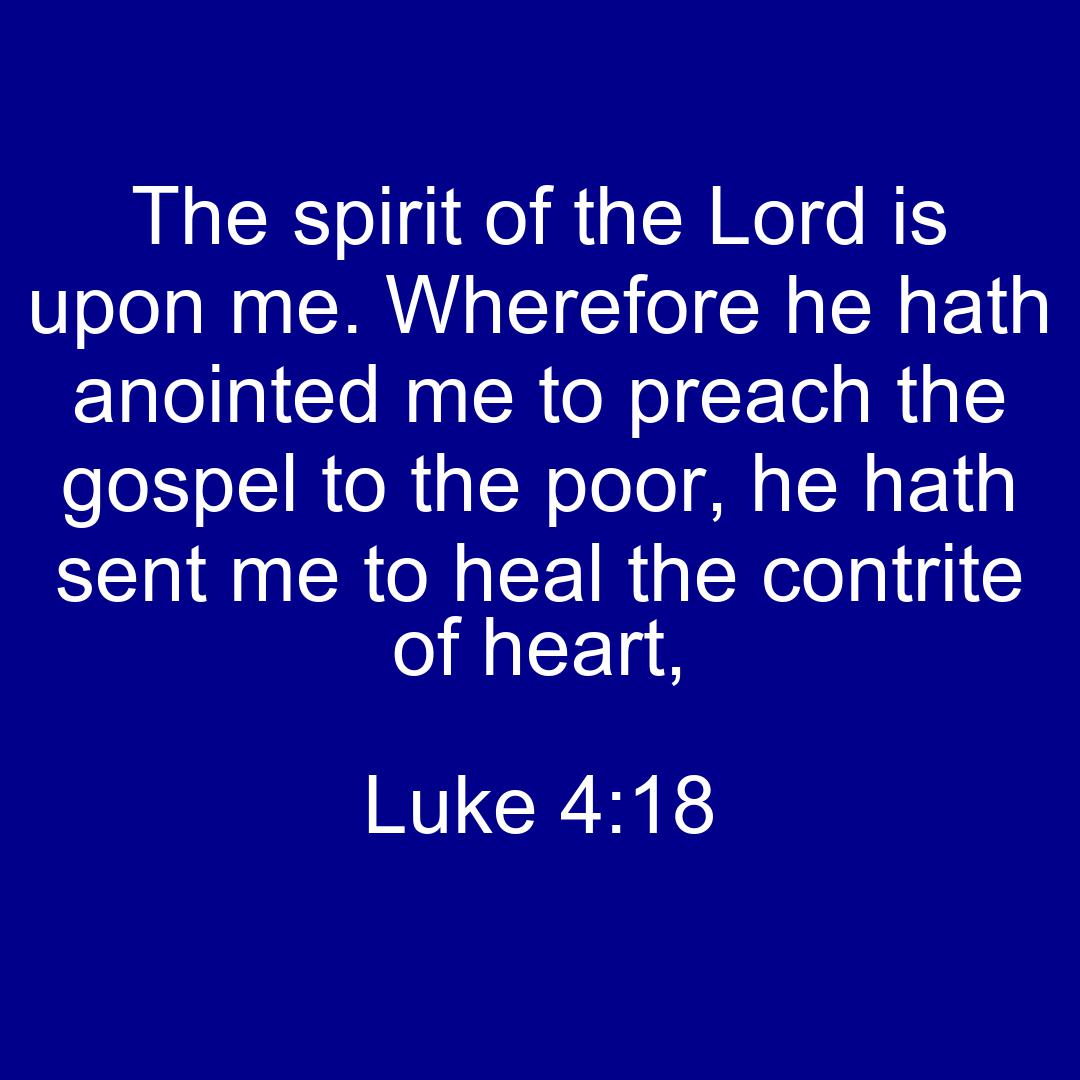 The spirit of the Lord is
upon me. Wherefore he hath
anointed me to preach the
gospel to the poor, he hath
sent me to heal the contrite
of heart,
Luke 4:18